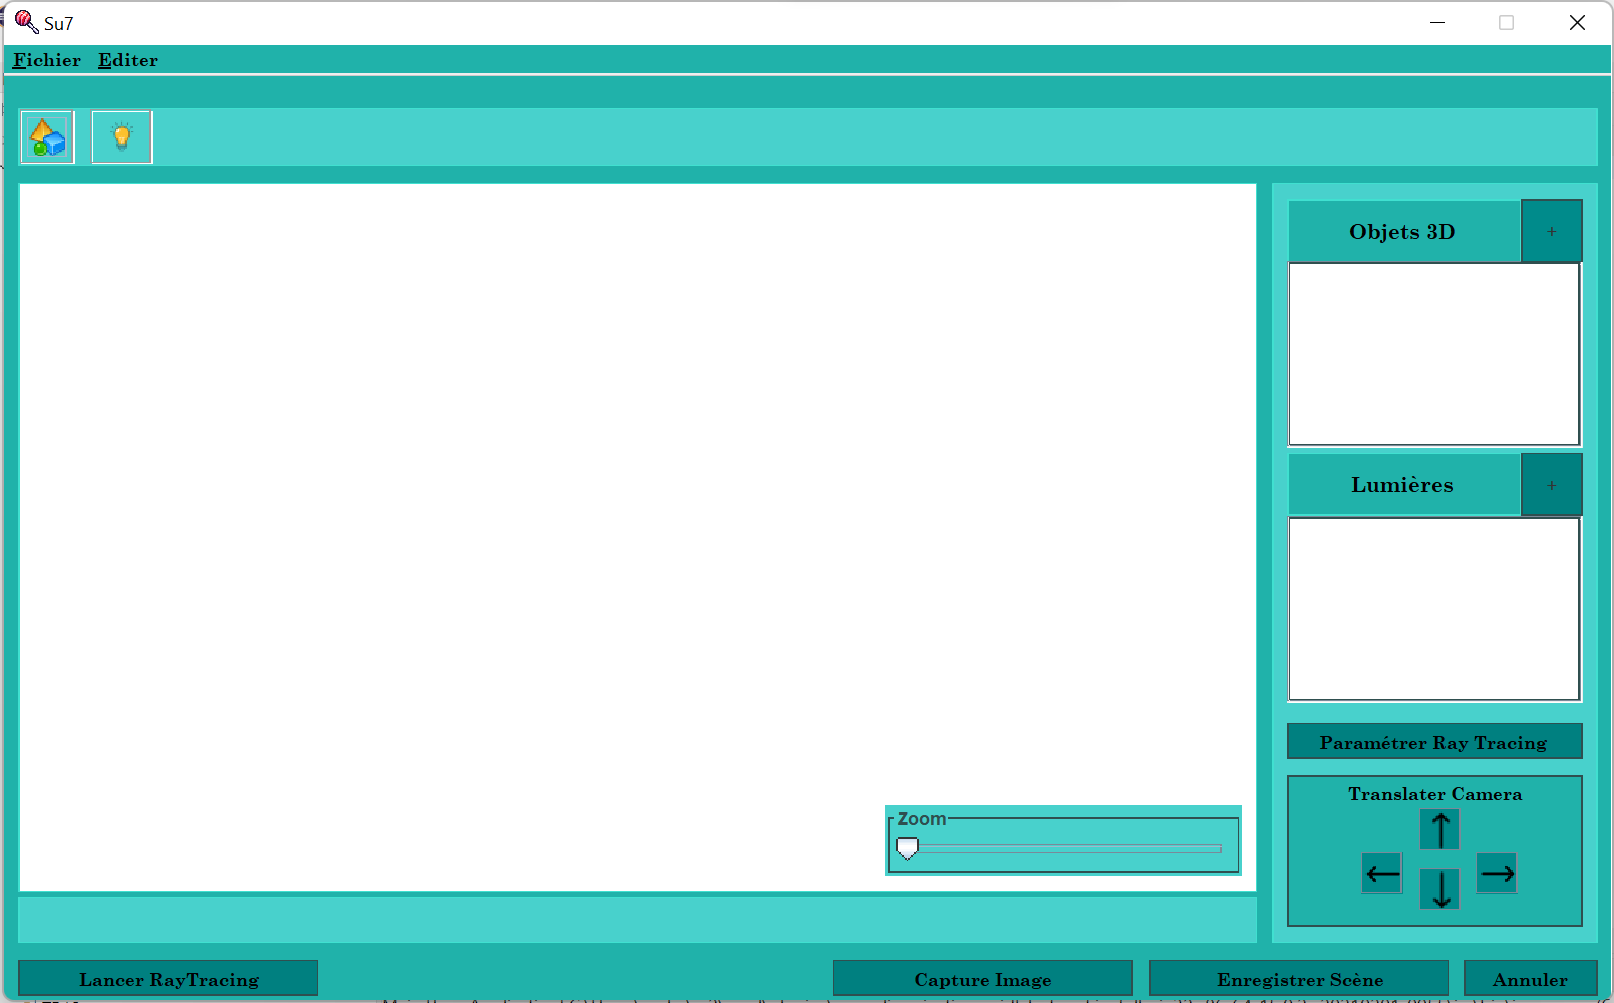 Su7
Fichier Editer
Objets 3D +
Lumières +
Zoom
Paramétrer Ray Tracing
Translater Camera
Lancer RayTracing Capture Image Enregistrer Scène Annuler